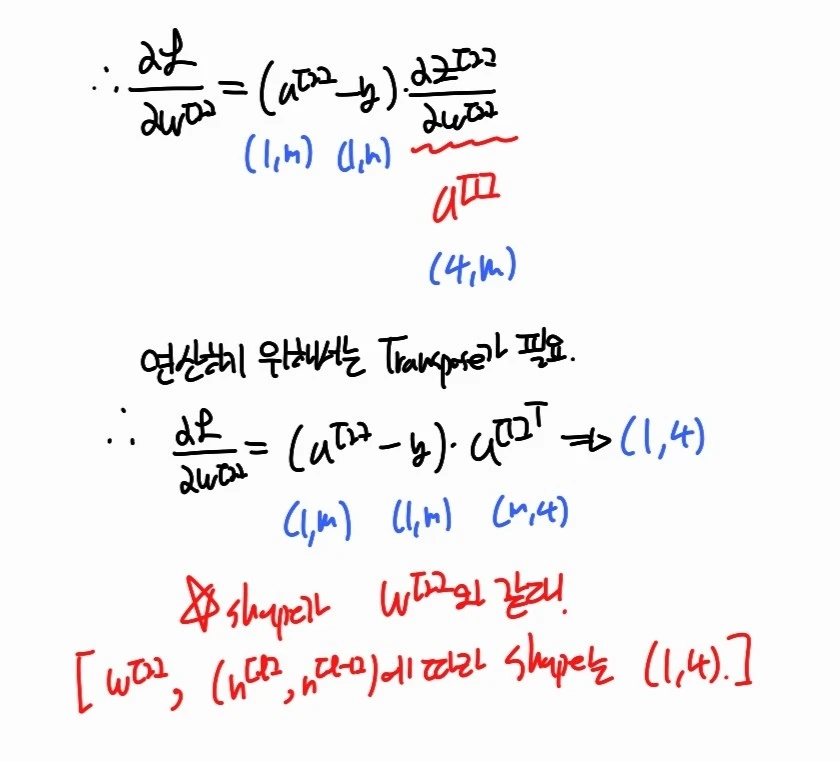 ∴ ∂L/∂w^[2] = (a^[2] - y) · ∂z^[2]/∂w^[2]
(1,m) (1,m)
a^[1]
(4,m)
연산하기 위해서는 Transpose가 필요.
∴ ∂L/∂w^[2] = (a^[2] - y) · a^[1]^T ⇒ (1,4)
(1,m) (1,m) (m,4)
☆ shape가 w^[2]와 같다!
[ w^[2], (n^[l], n^[l-1])에 따라 shape는 (1,4). ]